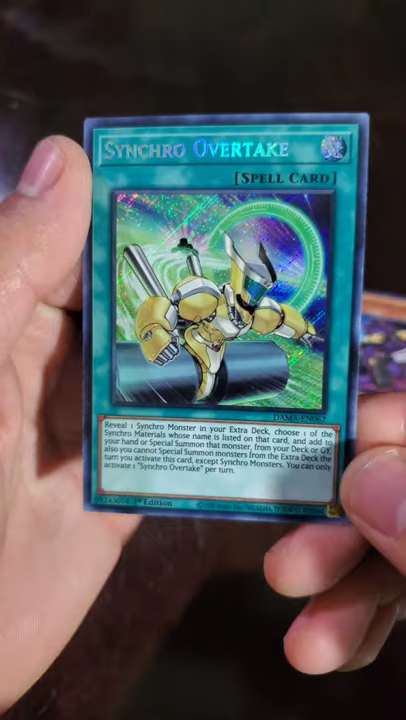 SYNCHRO OVERTAKE
[SPELL CARD]
DAMA-EN067
Reveal 1 Synchro Monster in your Extra Deck, choose 1 of the
Synchro Materials whose name is listed on that card, and add to
your hand or Special Summon that monster, from your Deck or GY,
also you cannot Special Summon monsters from the Extra Deck the
turn you activate this card, except Synchro Monsters. You can only
activate 1 "Synchro Overtake" per turn.
1st Edition